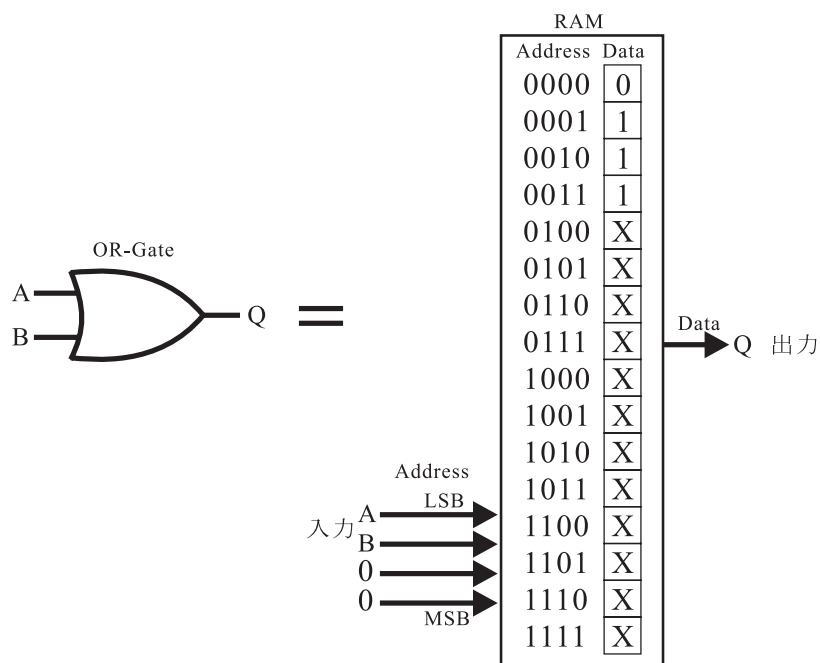 RAM
Address Data
0000 0
0001 1
0010 1
0011 1
0100 X
0101 X
0110 X
0111 X
1000 X
1001 X
1010 X
1011 X
1100 X
1101 X
1110 X
1111 X
OR-Gate
A
B
Q
=
Data
Q 出力
Address
LSB
入力
A
B
0
0
MSB